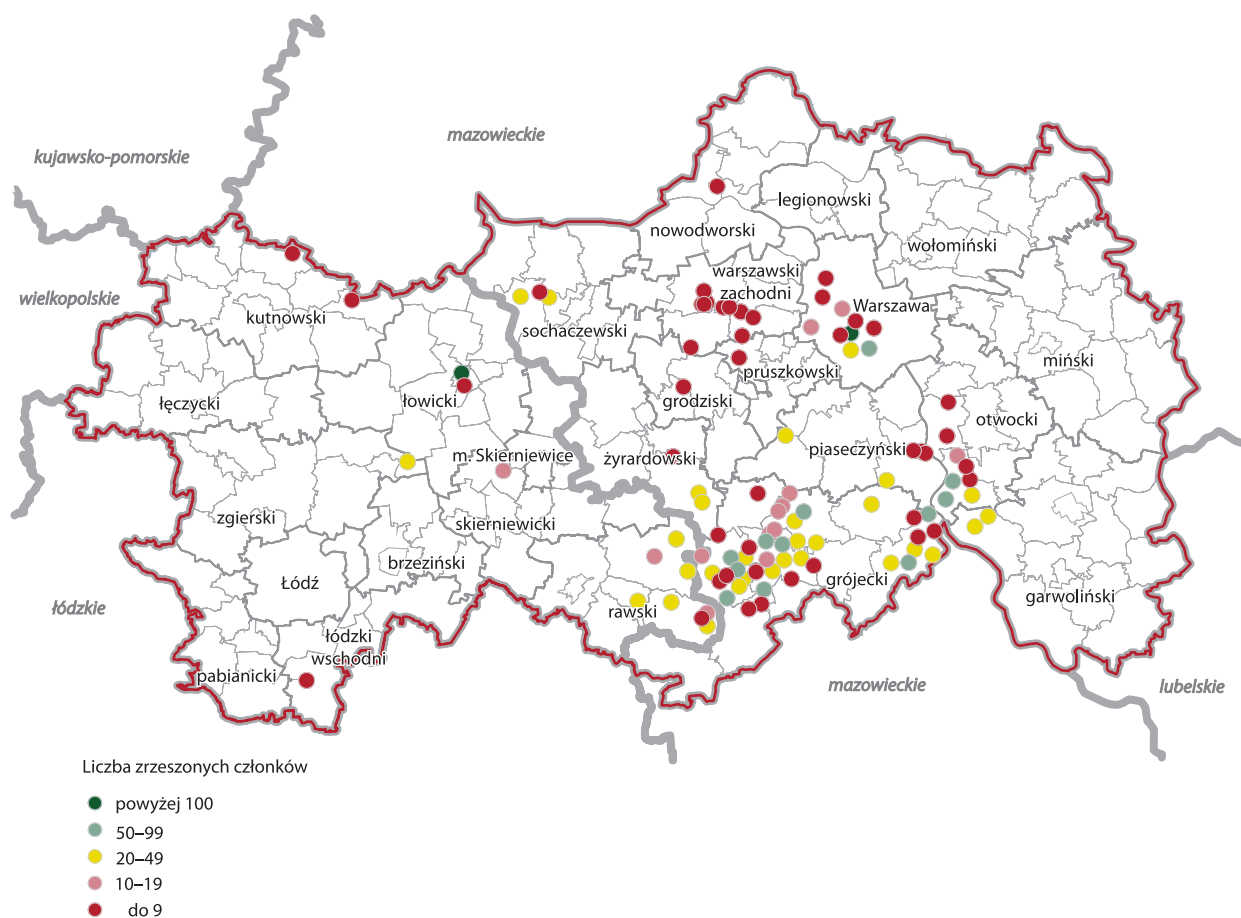 mazowieckie
kujawsko-pomorskie
legionowski
nowodworski
wołomiński
warszawski
zachodni
wielkopolskie
Warszawa
kutnowski
sochaczewski
miński
pruszkowski
łęczycki
łowicki
grodziski
otwocki
piaseczyński
m. Skierniewice
żyrardowski
zgierski
skierniewicki
brzeziński
Łódź
grójecki
garwoliński
łódzkie
rawski
łódzki
wschodni
pabianicki
mazowieckie
lubelskie
Liczba zrzeszonych członków
powyżej 100
50–99
20–49
10–19
do 9